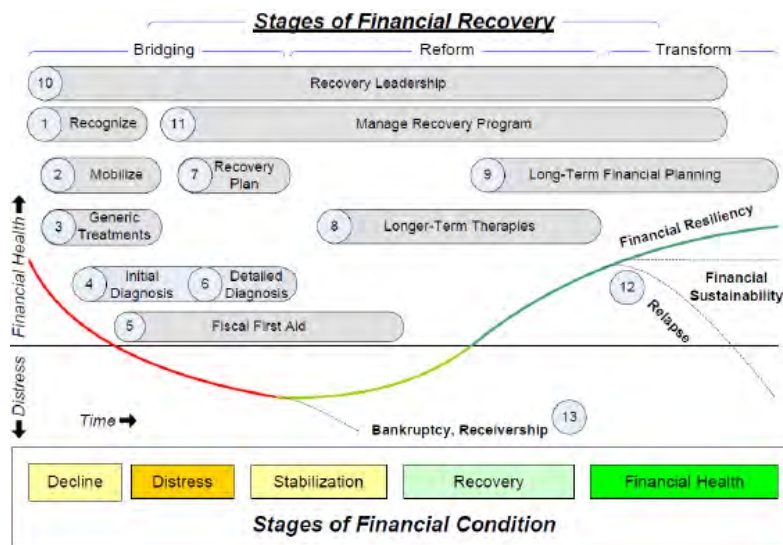 Stages of Financial Recovery
Bridging
Reform
Transform
10 Recovery Leadership
1 Recognize
11 Manage Recovery Program
2 Mobilize
7 Recovery
Plan
9 Long-Term Financial Planning
3 Generic
Treatments
8 Longer-Term Therapies
Financial Resiliency
4 Initial
Diagnosis
6 Detailed
Diagnosis
12
Financial
Sustainability
Relapse
5 Fiscal First Aid
Financial Health
Distress
Time
Bankruptcy, Receivership 13
Decline
Distress
Stabilization
Recovery
Financial Health
Stages of Financial Condition